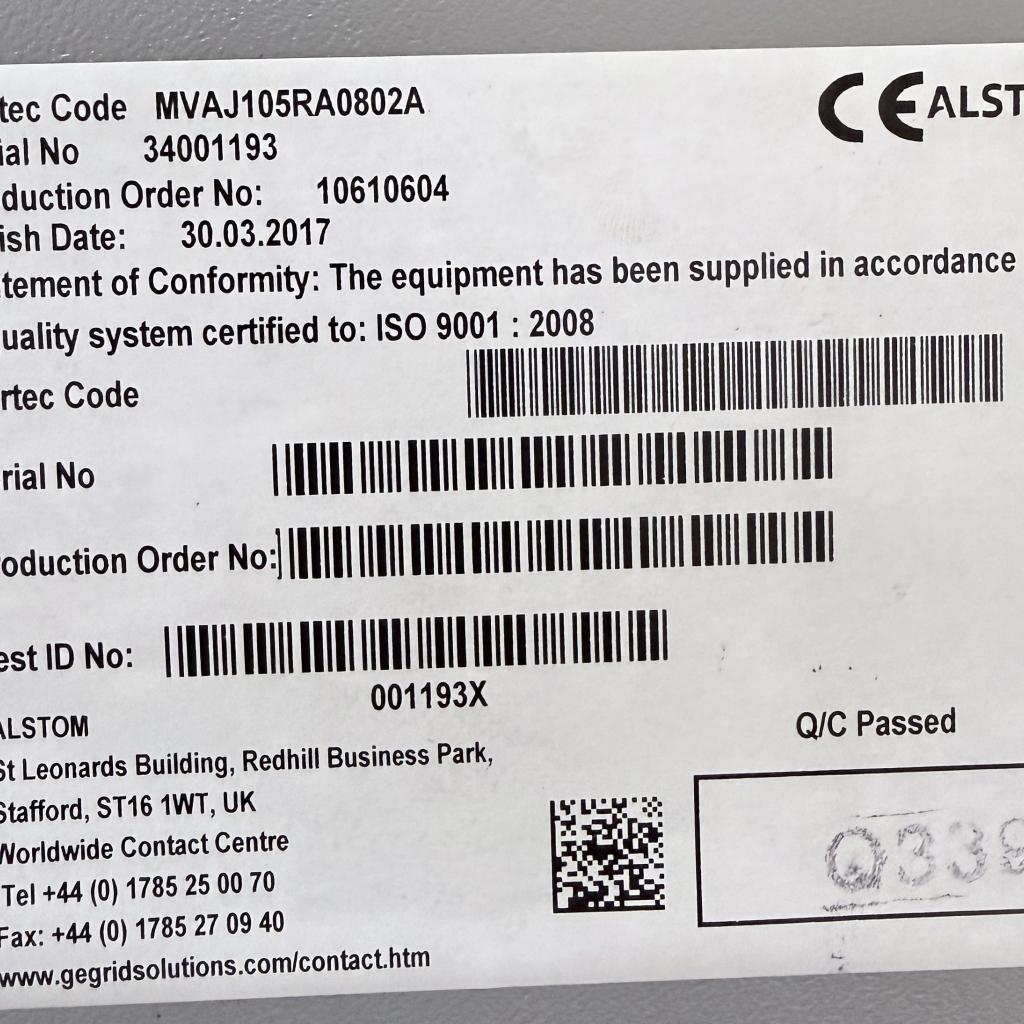 tec Code MVAJ105RA0802A
ial No 34001193
duction Order No: 10610604
ish Date: 30.03.2017
tement of Conformity: The equipment has been supplied in accordance
uality system certified to: ISO 9001 : 2008
CE ALST
rtec Code
rial No
roduction Order No:
est ID No:
001193X
ALSTOM
St Leonards Building, Redhill Business Park,
Stafford, ST16 1WT, UK
Worldwide Contact Centre
Tel +44 (0) 1785 25 00 70
Fax: +44 (0) 1785 27 09 40
www.gegridsolutions.com/contact.htm
Q/C Passed
Q339